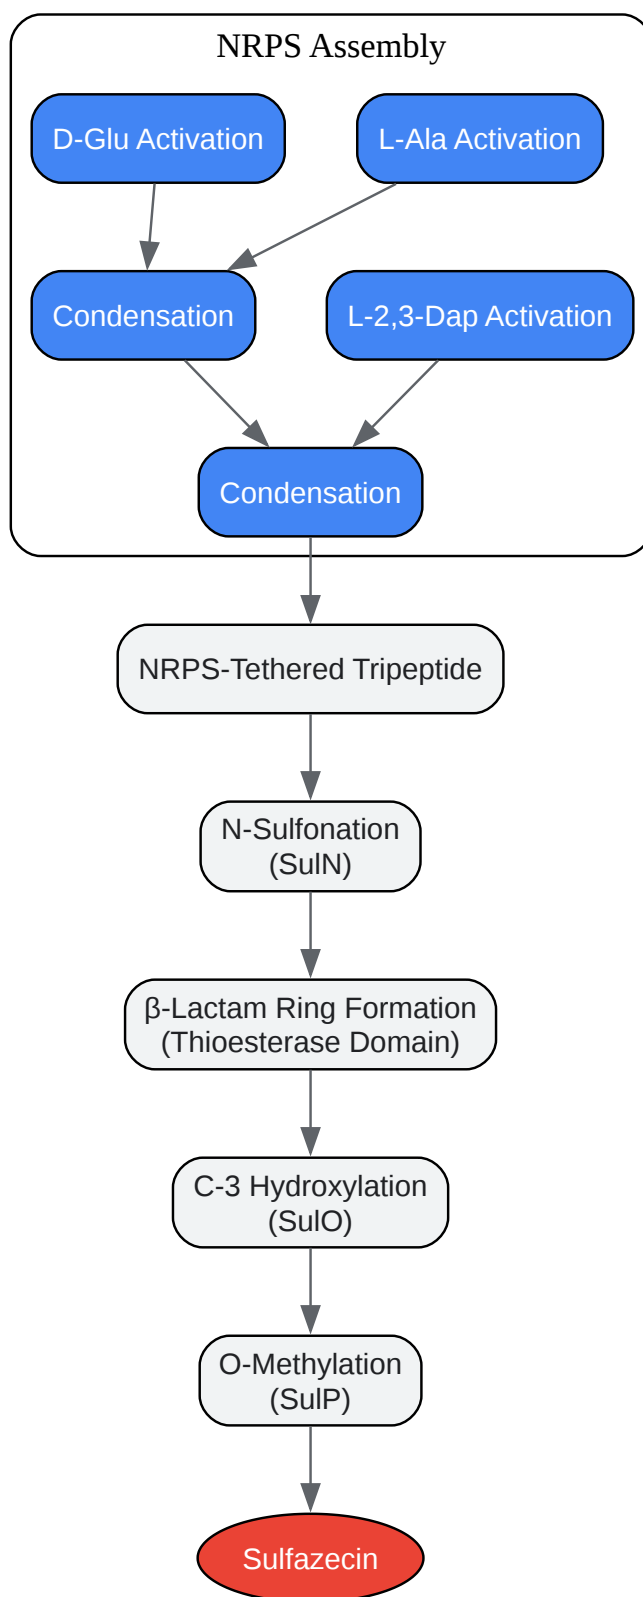 NRPS Assembly
D-Glu Activation
L-Ala Activation
Condensation
L-2,3-Dap Activation
Condensation
NRPS-Tethered Tripeptide
N-Sulfonation
(SulN)
β-Lactam Ring Formation
(Thioesterase Domain)
C-3 Hydroxylation
(SulO)
O-Methylation
(SulP)
Sulfazecin